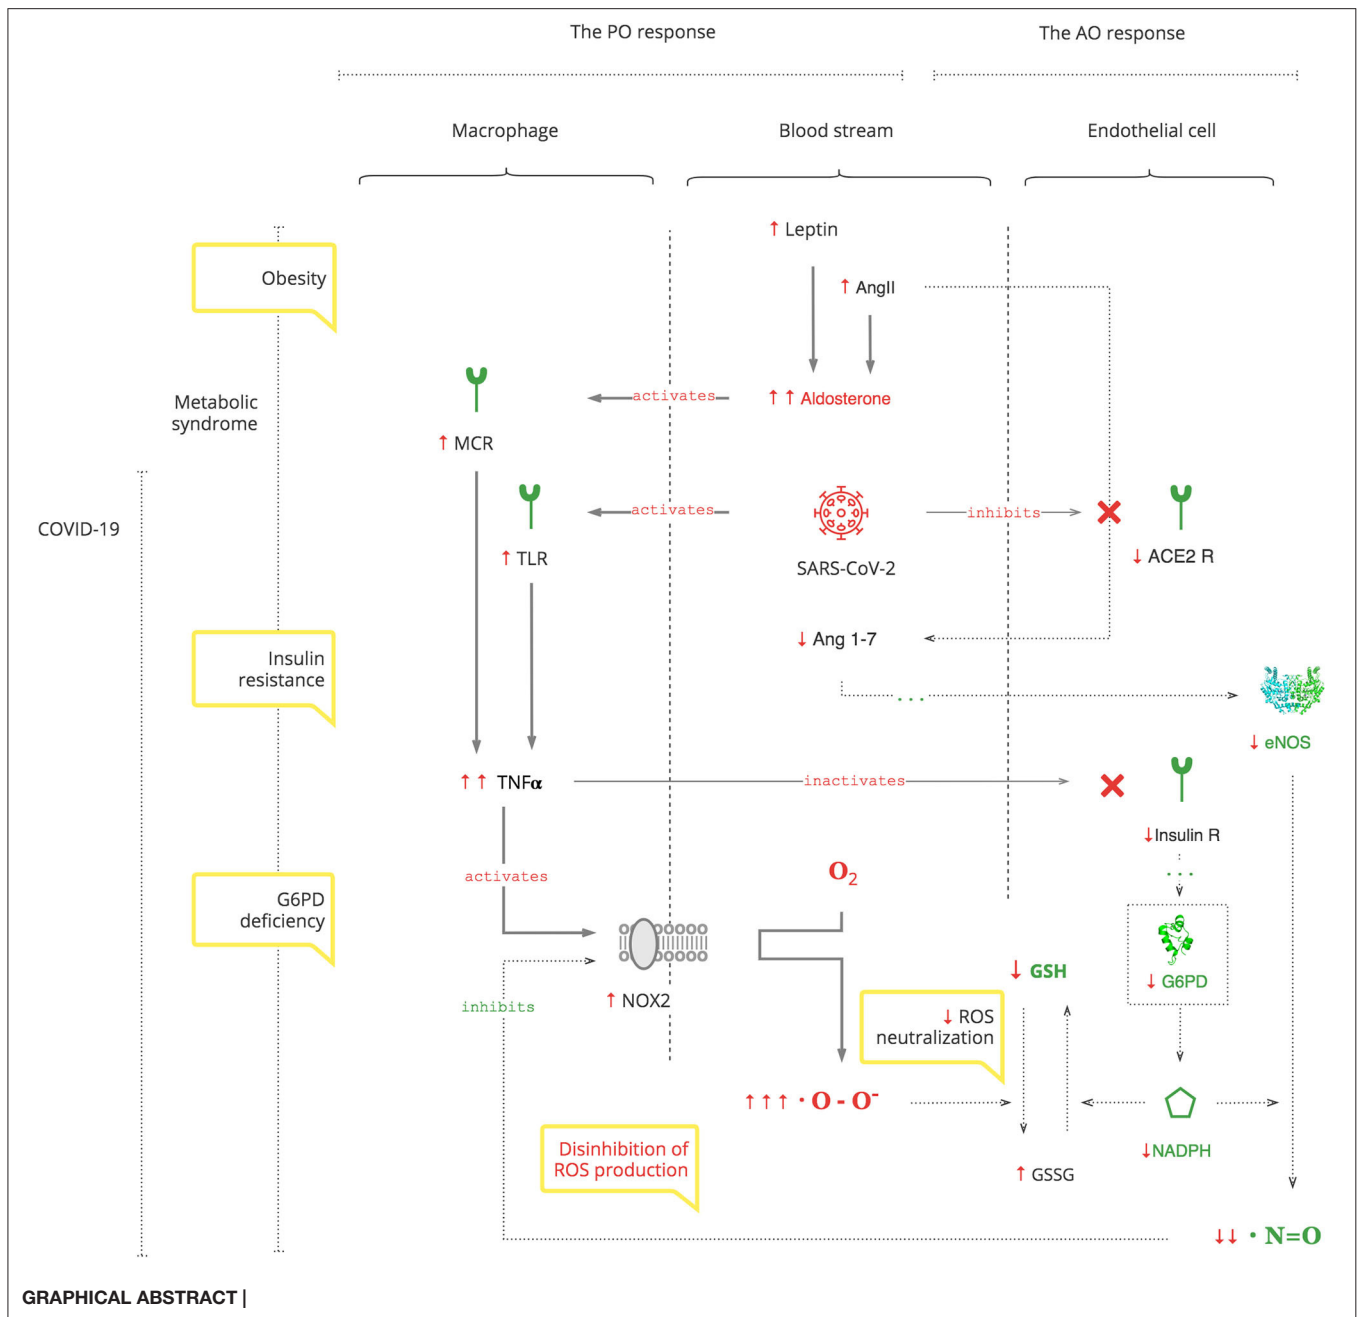 The PO response
The AO response
Macrophage
Blood stream
Endothelial cell
↑ Leptin
Obesity
↑ AngII
Metabolic
syndrome
activates
↑ ↑ Aldosterone
↑ MCR
COVID-19
activates
inhibits
↑ TLR
SARS-CoV-2
↓ ACE2 R
↓ Ang 1-7
Insulin
resistance
...
↓ eNOS
↑ ↑ TNFα
inactivates
↓Insulin R
...
activates
O₂
G6PD
deficiency
↓ GSH
↓ G6PD
inhibits
↑ NOX2
↓ ROS
neutralization
↑ ↑ ↑ · O - O⁻
Disinhibition of
ROS production
↑ GSSG
↓NADPH
↓↓ · N=O
GRAPHICAL ABSTRACT |